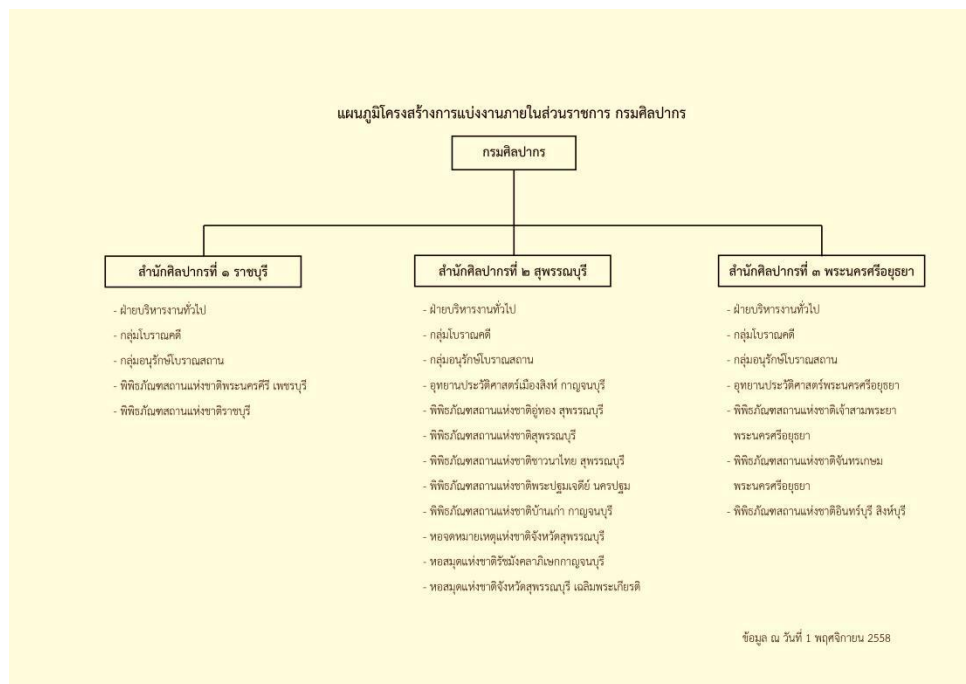 แผนภูมิโครงสร้างการแบ่งงานภายในส่วนราชการ กรมศิลปากร
กรมศิลปากร
สำนักศิลปากรที่ ๑ ราชบุรี
- ฝ่ายบริหารงานทั่วไป
- กลุ่มโบราณคดี
- กลุ่มอนุรักษ์โบราณสถาน
- พิพิธภัณฑสถานแห่งชาติพระนครคีรี เพชรบุรี
- พิพิธภัณฑสถานแห่งชาติราชบุรี
สำนักศิลปากรที่ ๒ สุพรรณบุรี
- ฝ่ายบริหารงานทั่วไป
- กลุ่มโบราณคดี
- กลุ่มอนุรักษ์โบราณสถาน
- อุทยานประวัติศาสตร์เมืองสิงห์ กาญจนบุรี
- พิพิธภัณฑสถานแห่งชาติอู่ทอง สุพรรณบุรี
- พิพิธภัณฑสถานแห่งชาติสุพรรณบุรี
- พิพิธภัณฑสถานแห่งชาติชาวนาไทย สุพรรณบุรี
- พิพิธภัณฑสถานแห่งชาติพระปฐมเจดีย์ นครปฐม
- พิพิธภัณฑสถานแห่งชาติบ้านเก่า กาญจนบุรี
- หอจดหมายเหตุแห่งชาติจังหวัดสุพรรณบุรี
- หอสมุดแห่งชาติรัชมังคลาภิเษกกาญจนบุรี
- หอสมุดแห่งชาติจังหวัดสุพรรณบุรี เฉลิมพระเกียรติ
สำนักศิลปากรที่ ๓ พระนครศรีอยุธยา
- ฝ่ายบริหารงานทั่วไป
- กลุ่มโบราณคดี
- กลุ่มอนุรักษ์โบราณสถาน
- อุทยานประวัติศาสตร์พระนครศรีอยุธยา
- พิพิธภัณฑสถานแห่งชาติเจ้าสามพระยา
พระนครศรีอยุธยา
- พิพิธภัณฑสถานแห่งชาติจันทรเกษม
พระนครศรีอยุธยา
- พิพิธภัณฑสถานแห่งชาติอินทร์บุรี สิงห์บุรี
ข้อมูล ณ วันที่ 1 พฤศจิกายน 2558